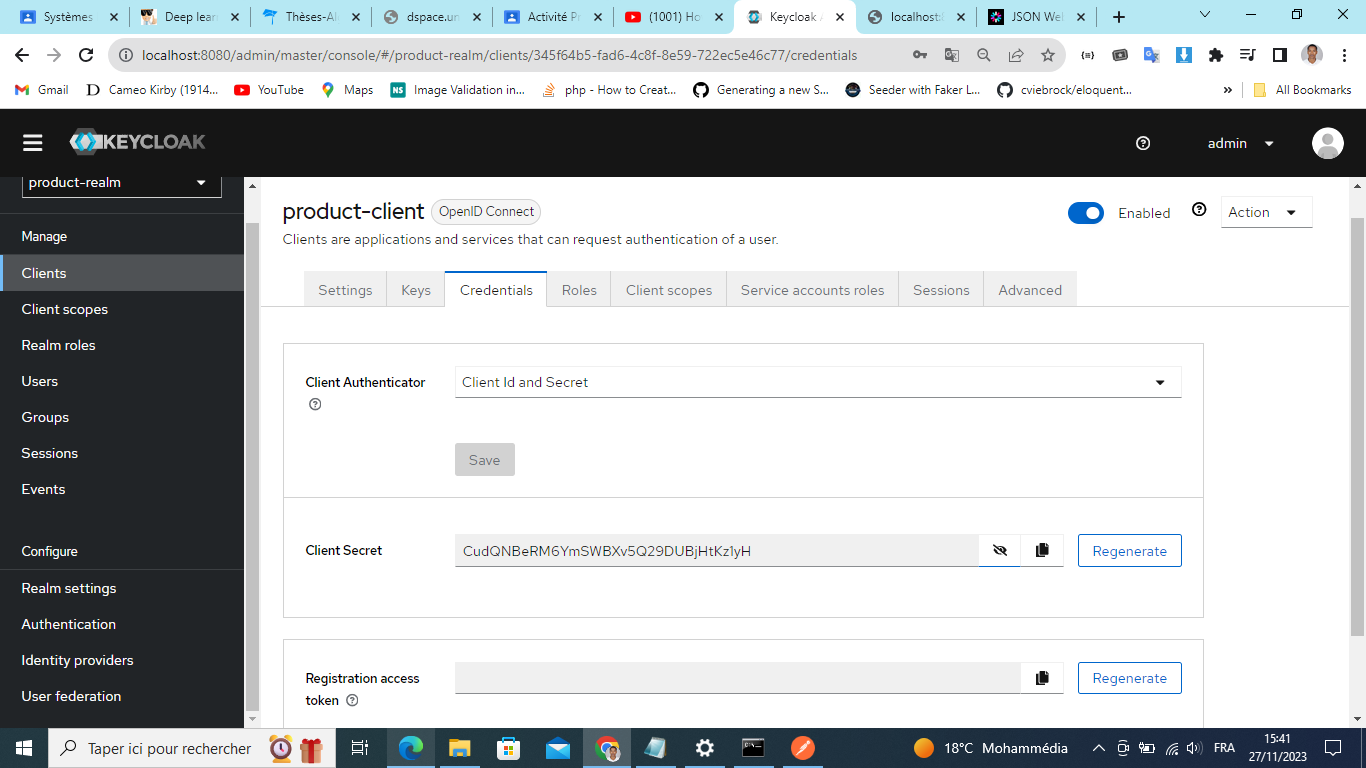 Systèmes
Deep lear
Thèses-Al
dspace.un
Activité P
(1001) Ho
Keycloak A
localhost:
JSON Wel
localhost:8080/admin/master/console/#/product-realm/clients/345f64b5-fad6-4c8f-8e59-722ec5e46c77/credentials
Gmail
Cameo Kirby (1914...
YouTube
Maps
NS
Image Validation in...
php - How to Creat...
Generating a new S...
Seeder with Faker L...
cviebrock/eloquent...
»
All Bookmarks
KEYCLOAK
admin
product-realm
Manage
Clients
Client scopes
Realm roles
Users
Groups
Sessions
Events
Configure
Realm settings
Authentication
Identity providers
User federation
product-client
OpenID Connect
Enabled
Action
Clients are applications and services that can request authentication of a user.
Settings
Keys
Credentials
Roles
Client scopes
Service accounts roles
Sessions
Advanced
Client Authenticator
Client Id and Secret
Save
Client Secret
CudQNBeRM6YmSWBXv5Q29DUBjHtKz1yH
Regenerate
Registration access
token
Regenerate
Taper ici pour rechercher
18°C Mohammédia
FRA
15:41
27/11/2023